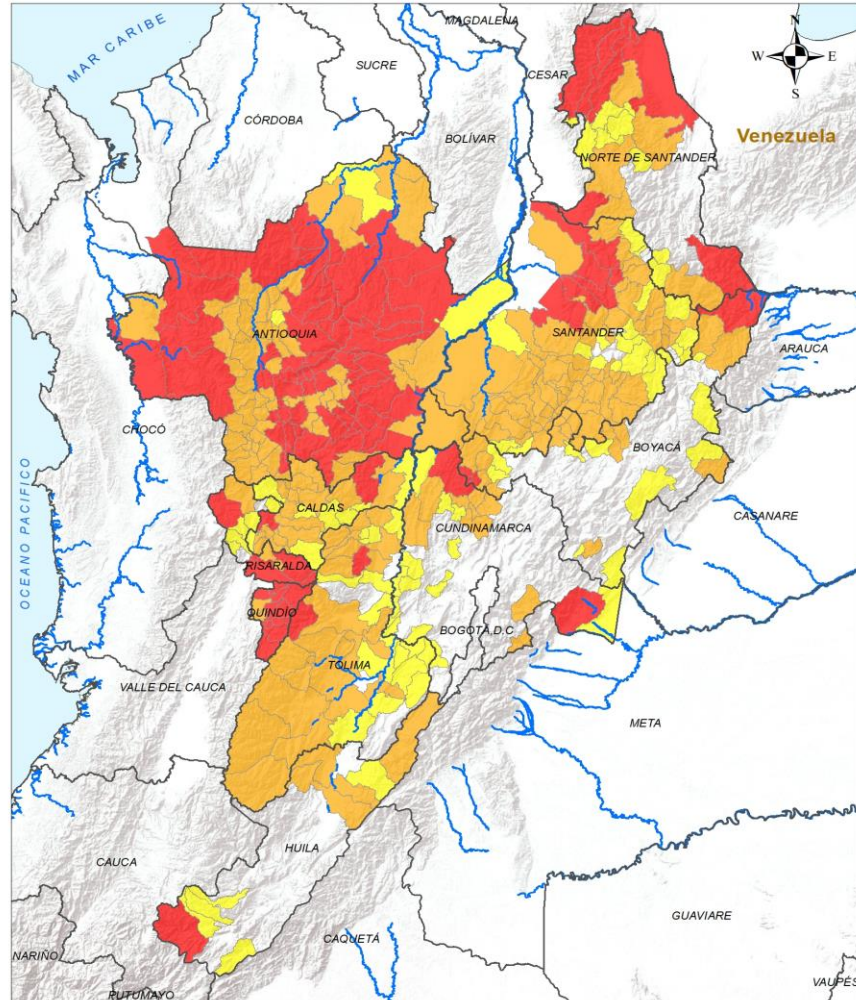 MAGDALENA
MAR CARIBE
SUCRE
CESAR
N
W
E
S
CÓRDOBA
BOLÍVAR
Venezuela
NORTE DE SANTANDER
ANTIOQUIA
SANTANDER
ARAUCA
CHOCÓ
BOYACÁ
OCEANO PACIFICO
CALDAS
CASANARE
CUNDINAMARCA
RISARALDA
QUINDÍO
BOGOTÁ D.C
TOLIMA
VALLE DEL CAUCA
META
HUILA
CAUCA
GUAVIARE
CAQUETÁ
NARIÑO
PUTUMAYO
VAUPÉS